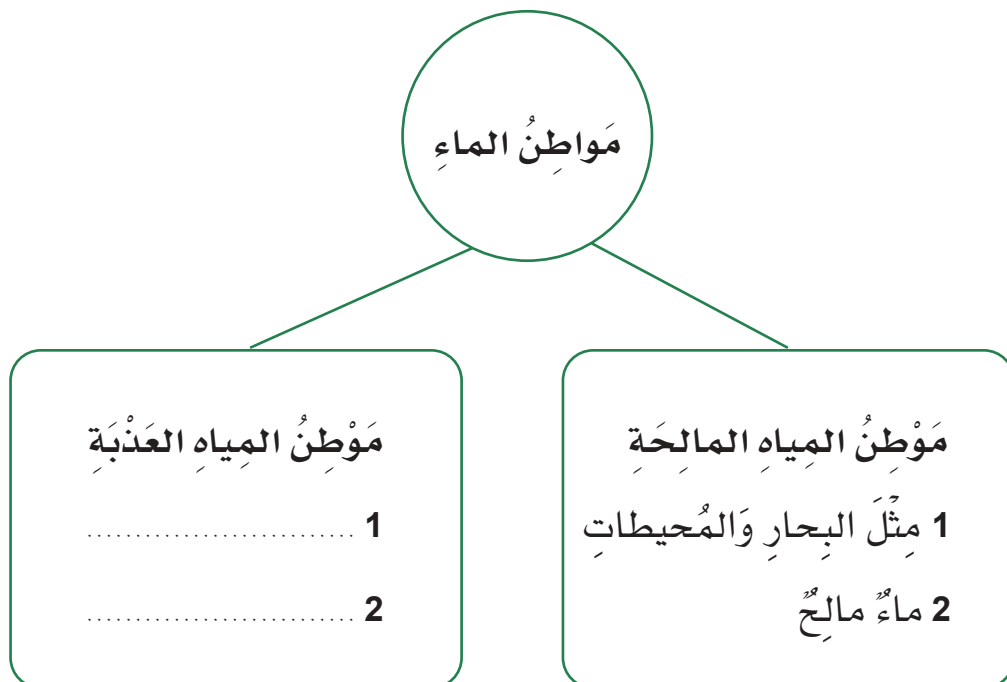 مَواطِنُ الماءِ
مَوْطِنُ المِياهِ المالِحَةِ
1 مِثْلَ البِحارِ وَالمُحيطاتِ
2 ماءٌ مالِحٌ
مَوْطِنُ المِياهِ العَذْبَةِ
1 ...........................
2 ...........................